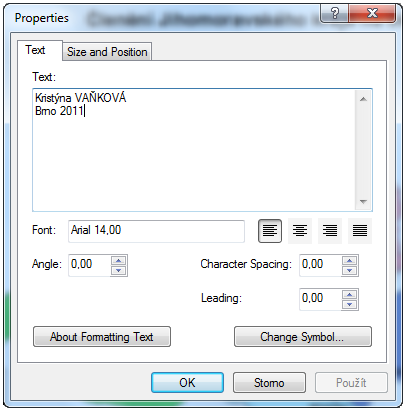 Properties
Text
Size and Position
Text:
Kristýna VAŇKOVÁ
Brno 2011
Font:
Arial 14,00
Angle:
0,00
Character Spacing:
0,00
Leading:
0,00
About Formatting Text
Change Symbol...
OK
Storno
Použít